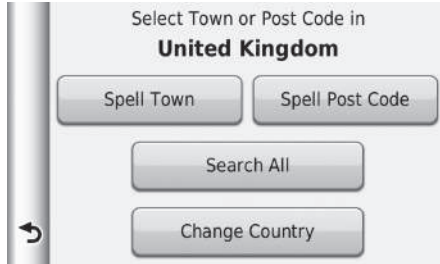 Select Town or Post Code in
United Kingdom
Spell Town
Spell Post Code
Search All
Change Country